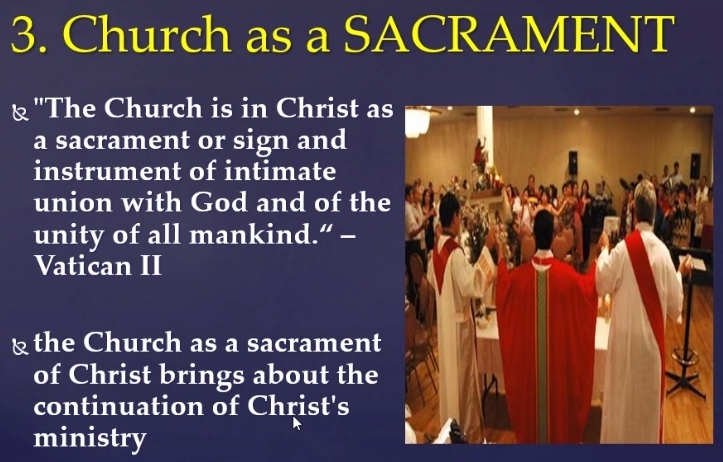 3. Church as a SACRAMENT
"The Church is in Christ as
a sacrament or sign and
instrument of intimate
union with God and of the
unity of all mankind.“ –
Vatican II
the Church as a sacrament
of Christ brings about the
continuation of Christ's
ministry